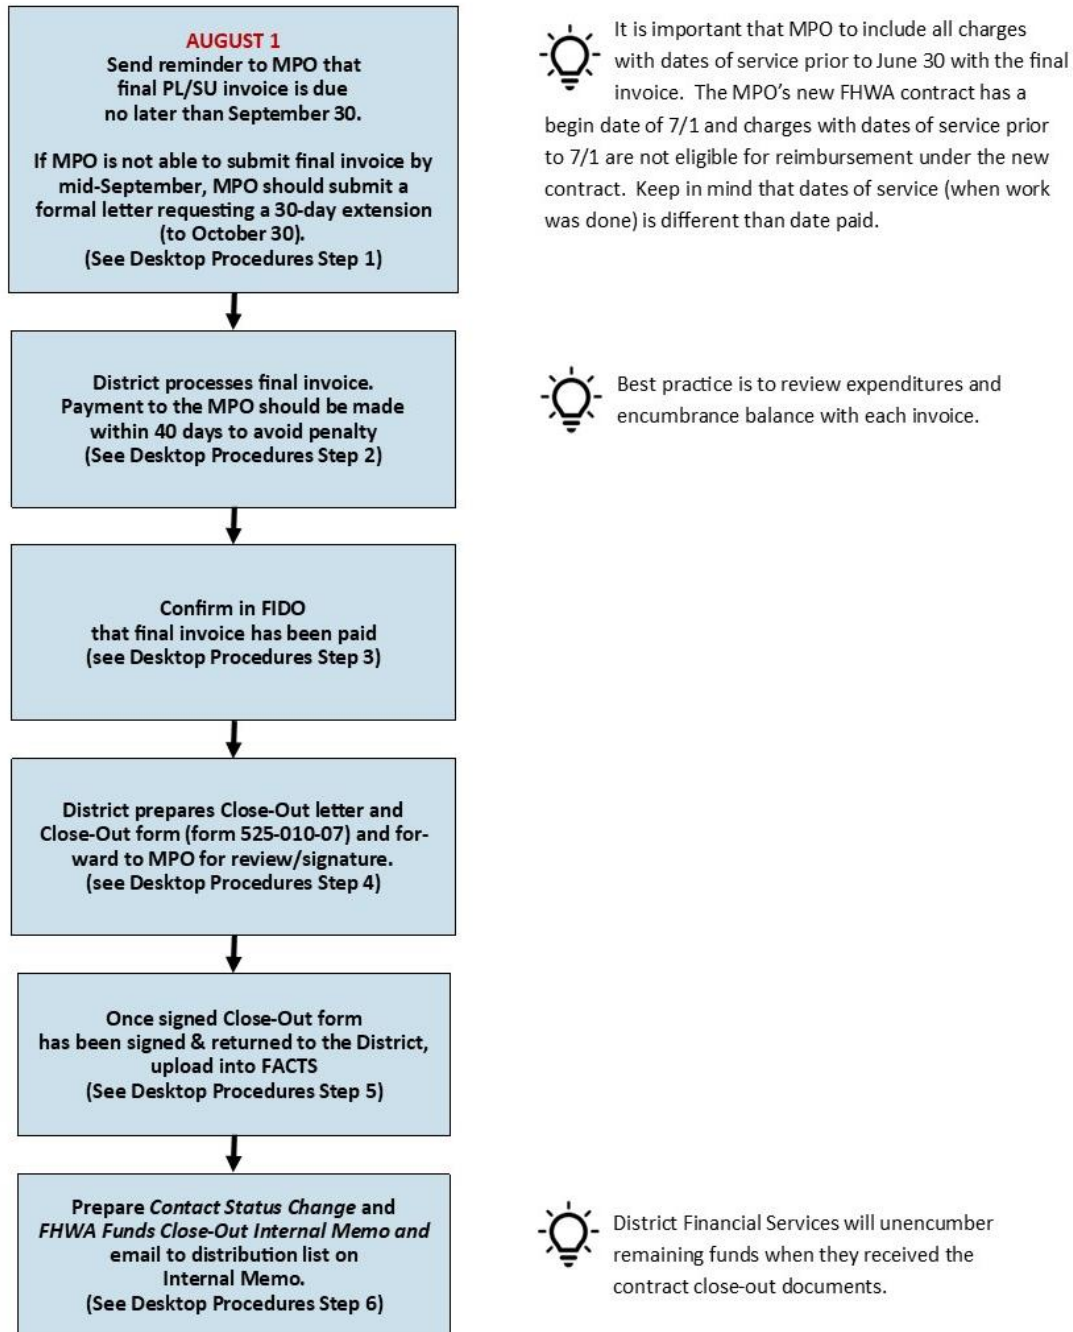 AUGUST 1
Send reminder to MPO that
final PL/SU invoice is due
no later than September 30.
If MPO is not able to submit final invoice by
mid-September, MPO should submit a
formal letter requesting a 30-day extension
(to October 30).
(See Desktop Procedures Step 1)
It is important that MPO to include all charges
with dates of service prior to June 30 with the final
invoice. The MPO’s new FHWA contract has a
begin date of 7/1 and charges with dates of service prior
to 7/1 are not eligible for reimbursement under the new
contract. Keep in mind that dates of service (when work
was done) is different than date paid.
District processes final invoice.
Payment to the MPO should be made
within 40 days to avoid penalty
(See Desktop Procedures Step 2)
Best practice is to review expenditures and
encumbrance balance with each invoice.
Confirm in FIDO
that final invoice has been paid
(see Desktop Procedures Step 3)
District prepares Close-Out letter and
Close-Out form (form 525-010-07) and for-
ward to MPO for review/signature.
(see Desktop Procedures Step 4)
Once signed Close-Out form
has been signed & returned to the District,
upload into FACTS
(See Desktop Procedures Step 5)
Prepare Contact Status Change and
FHWA Funds Close-Out Internal Memo and
email to distribution list on
Internal Memo.
(See Desktop Procedures Step 6)
District Financial Services will unencumber
remaining funds when they received the
contract close-out documents.